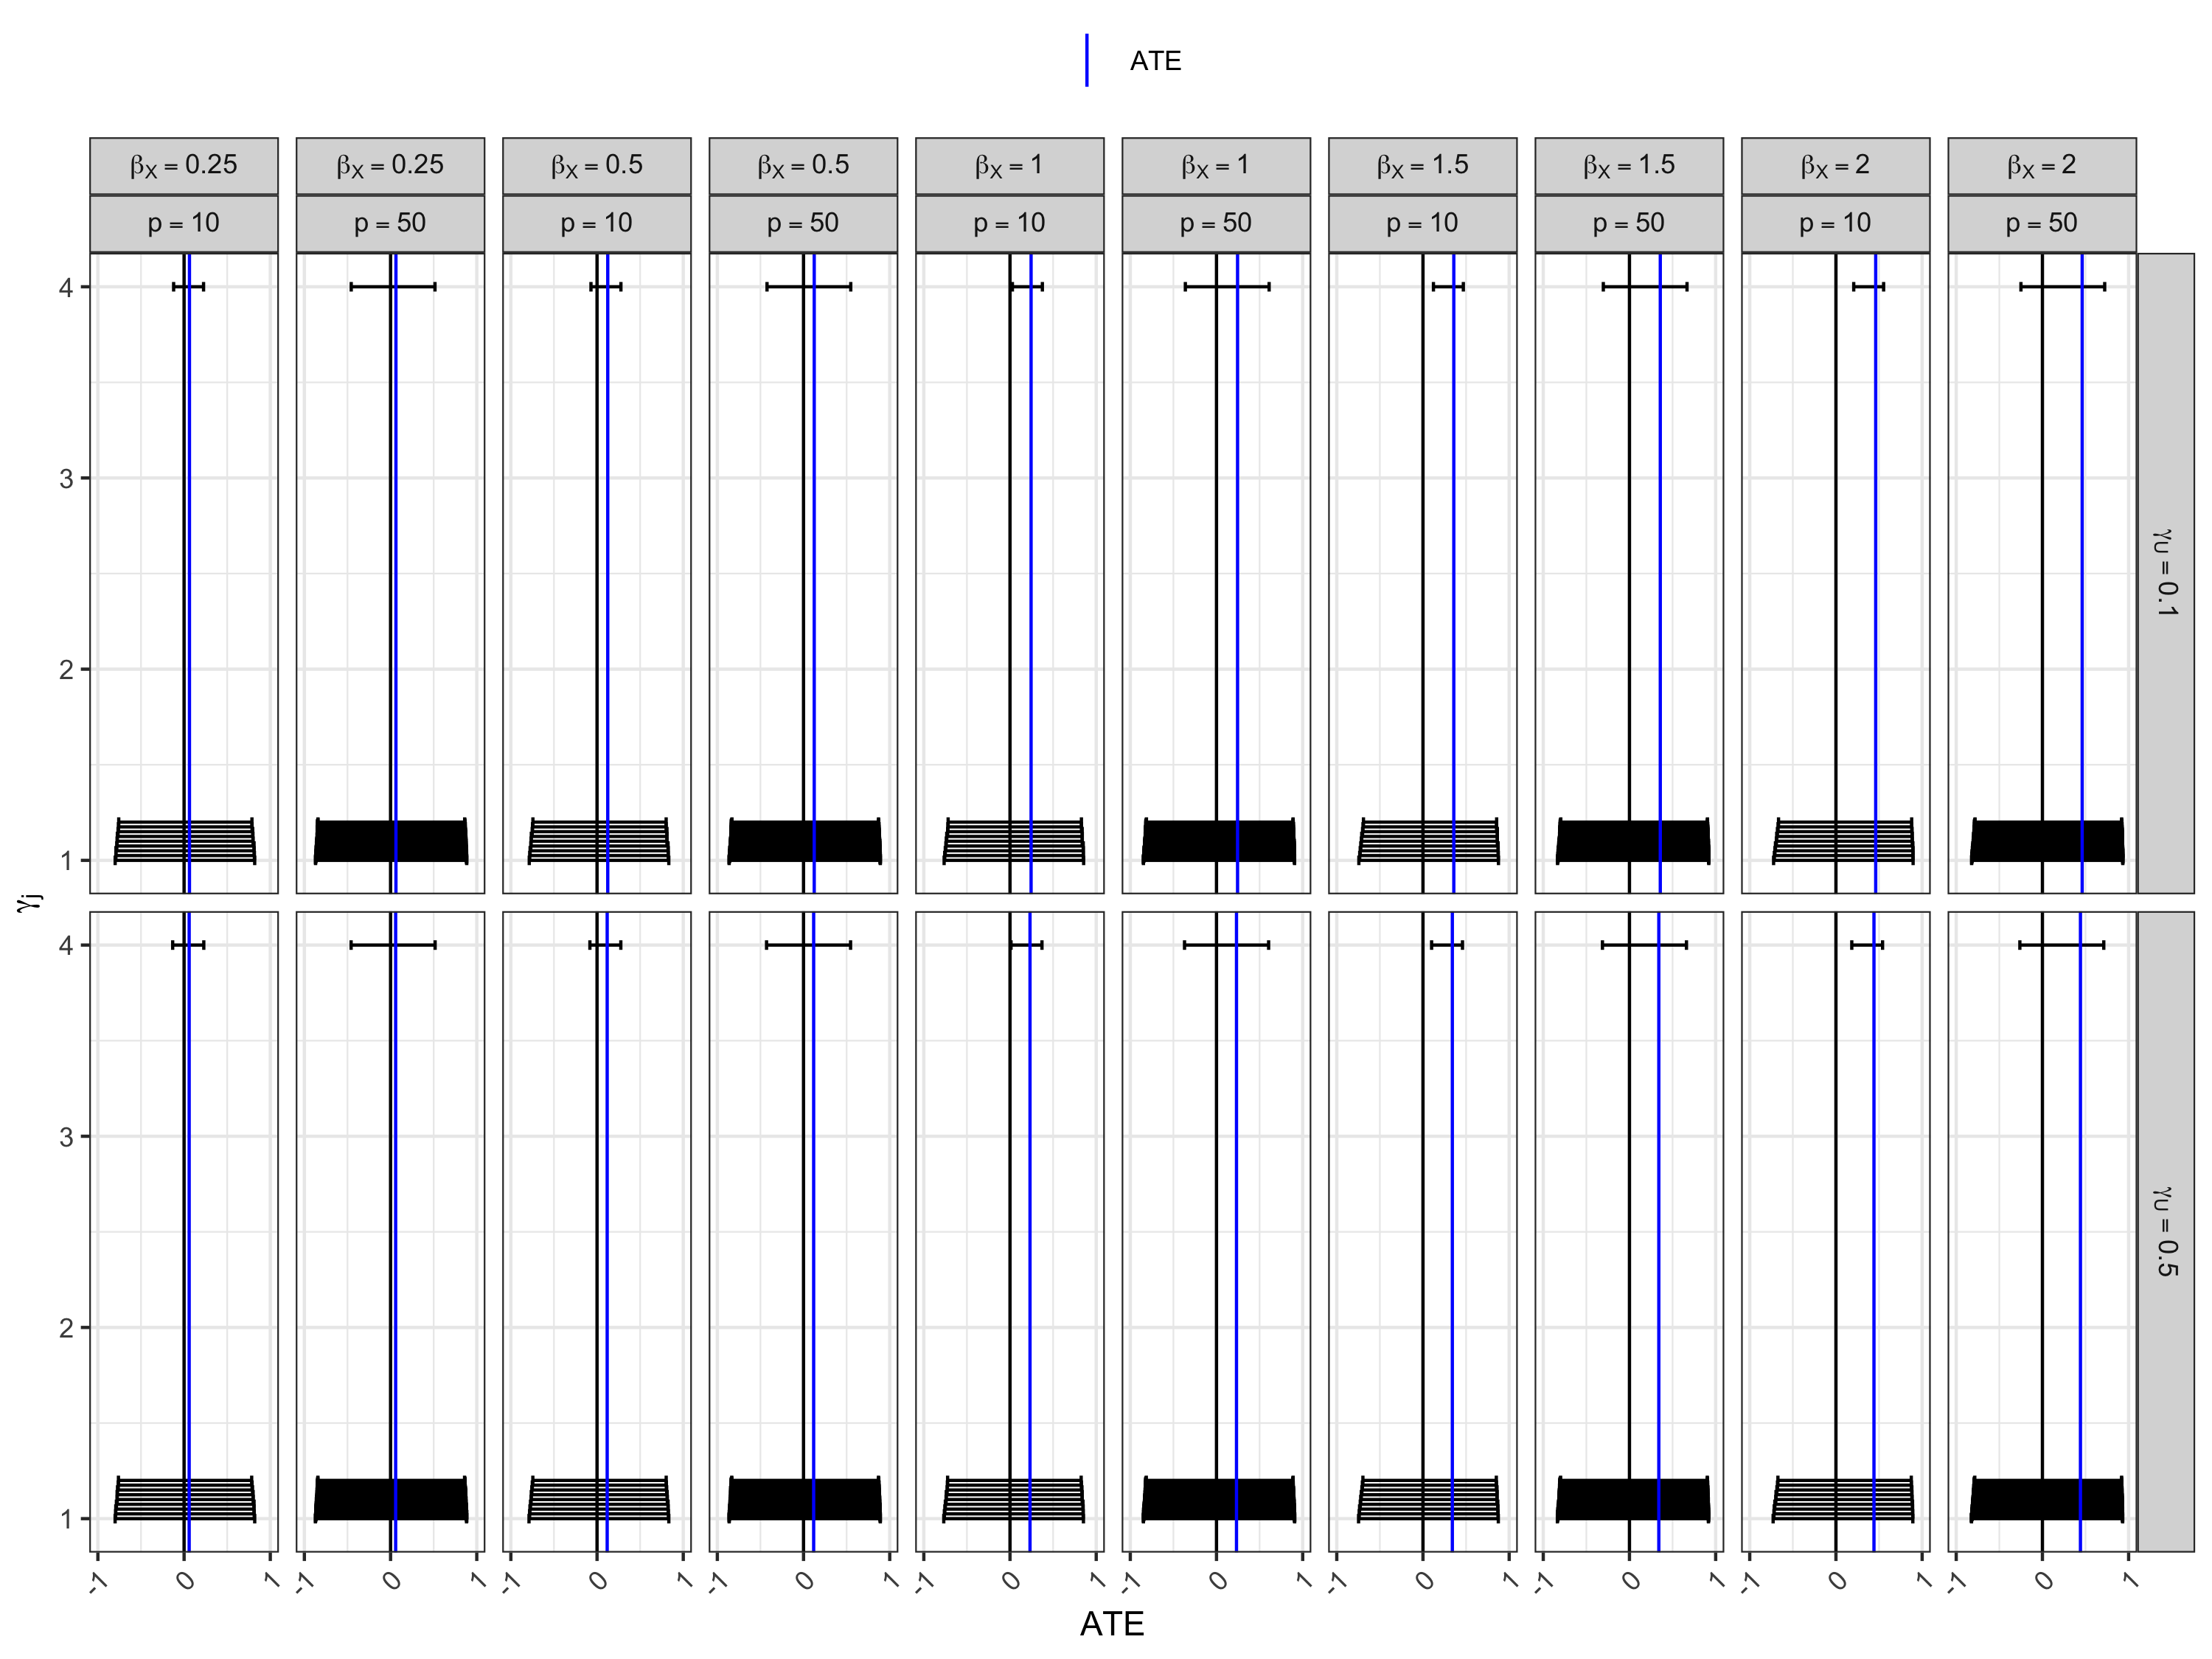 ATE
βX = 0.25 βX = 0.25 βX = 0.5 βX = 0.5 βX = 1 βX = 1 βX = 1.5 βX = 1.5 βX = 2 βX = 2
p = 10 p = 50 p = 10 p = 50 p = 10 p = 50 p = 10 p = 50 p = 10 p = 50
4
3
2
1
γU = 0.1
γj
4
3
2
1
γU = 0.5
-1 0 1 -1 0 1 -1 0 1 -1 0 1 -1 0 1 -1 0 1 -1 0 1 -1 0 1 -1 0 1 -1 0 1
ATE